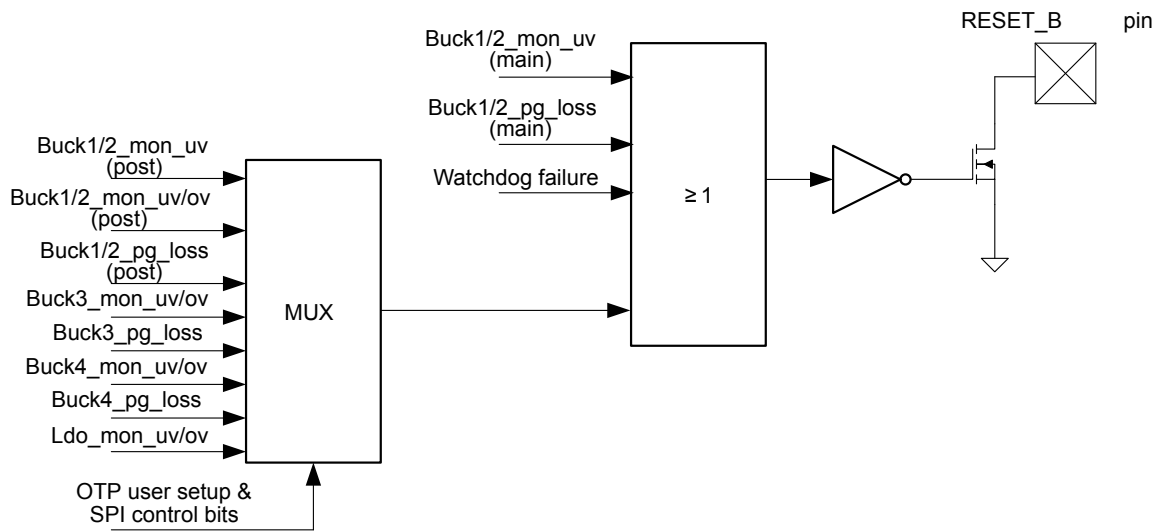 RESET_B pin
Buck1/2_mon_uv
(main)
Buck1/2_pg_loss
(main)
Watchdog failure
≥ 1
Buck1/2_mon_uv
(post)
Buck1/2_mon_uv/ov
(post)
Buck1/2_pg_loss
(post)
Buck3_mon_uv/ov
Buck3_pg_loss
Buck4_mon_uv/ov
Buck4_pg_loss
Ldo_mon_uv/ov
MUX
OTP user setup &
SPI control bits